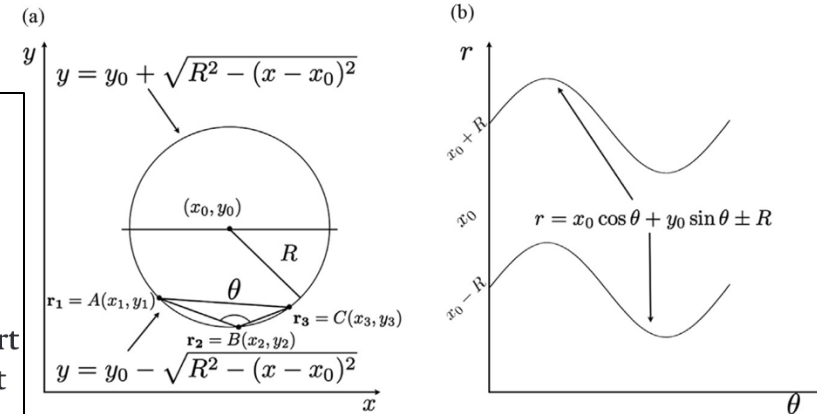 (a)
y
y = y₀ + √R² − (x − x₀)²
(x₀, y₀)
R
θ
r₁ = A(x₁, y₁)
r₃ = C(x₃, y₃)
r₂ = B(x₂, y₂)
y = y₀ − √R² − (x − x₀)²
x
rt
t
(b)
r
x₀ + R
x₀
r = x₀ cos θ + y₀ sin θ ± R
x₀ − R
θ